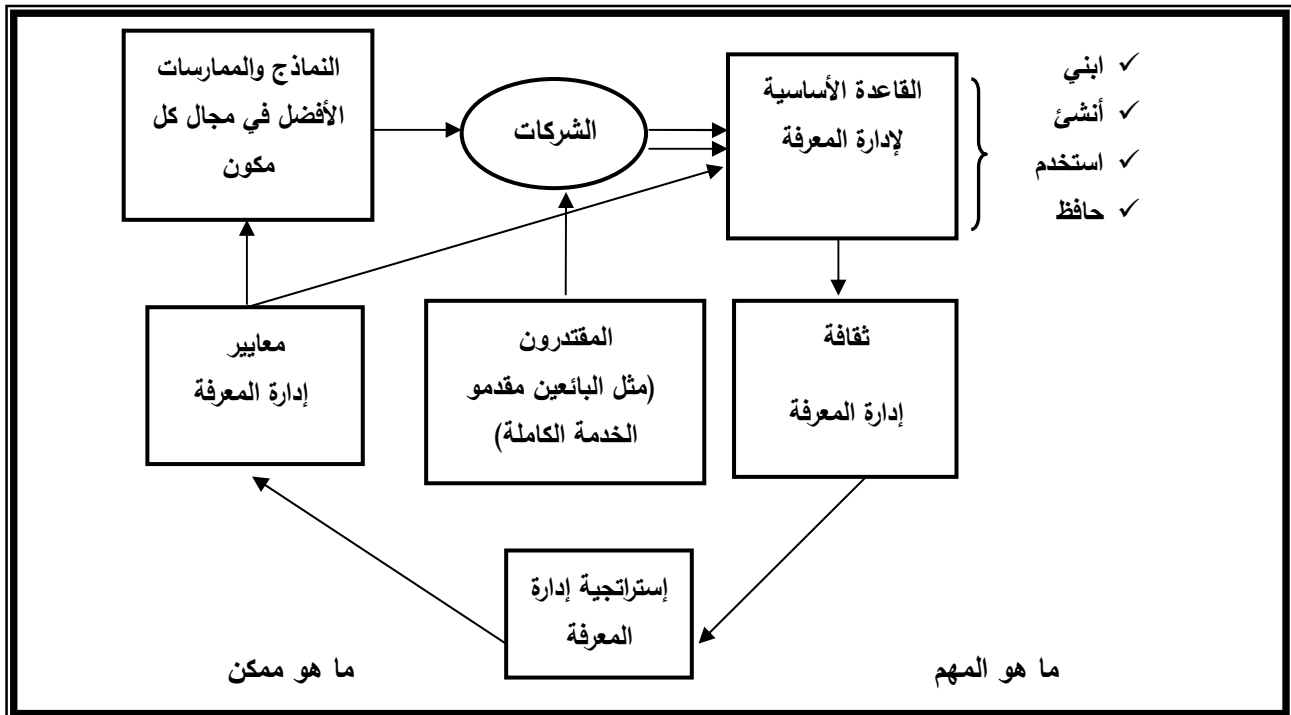 النماذج والممارسات
الأفضل في مجال كل
مكون
الشركات
القاعدة الأساسية
لإدارة المعرفة
✓ ابني
✓ أنشئ
✓ استخدم
✓ حافظ
معايير
إدارة المعرفة
المقتدرون
(مثل البائعين مقدمو
الخدمة الكاملة)
ثقافة
إدارة المعرفة
إستراتجية إدارة
المعرفة
ما هو المهم
ما هو ممكن